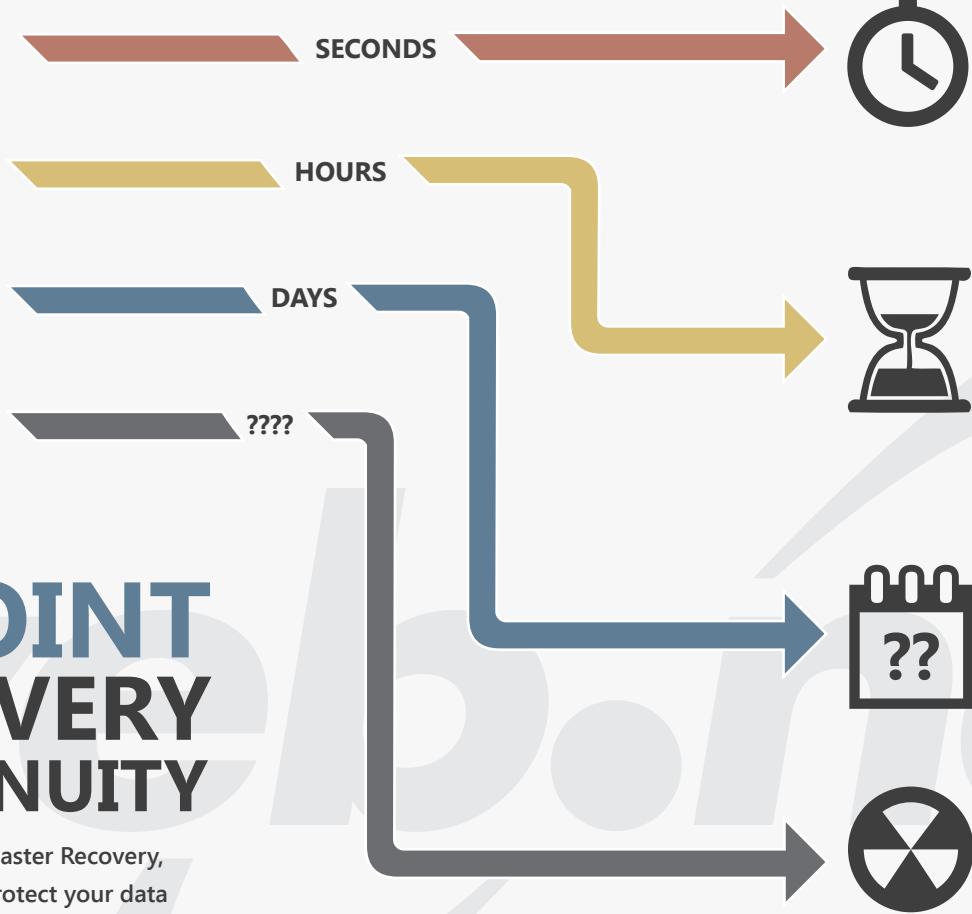 SECONDS
HOURS
DAYS
????
??
OINT
VERY
NUITY
aster Recovery,
rotect your data